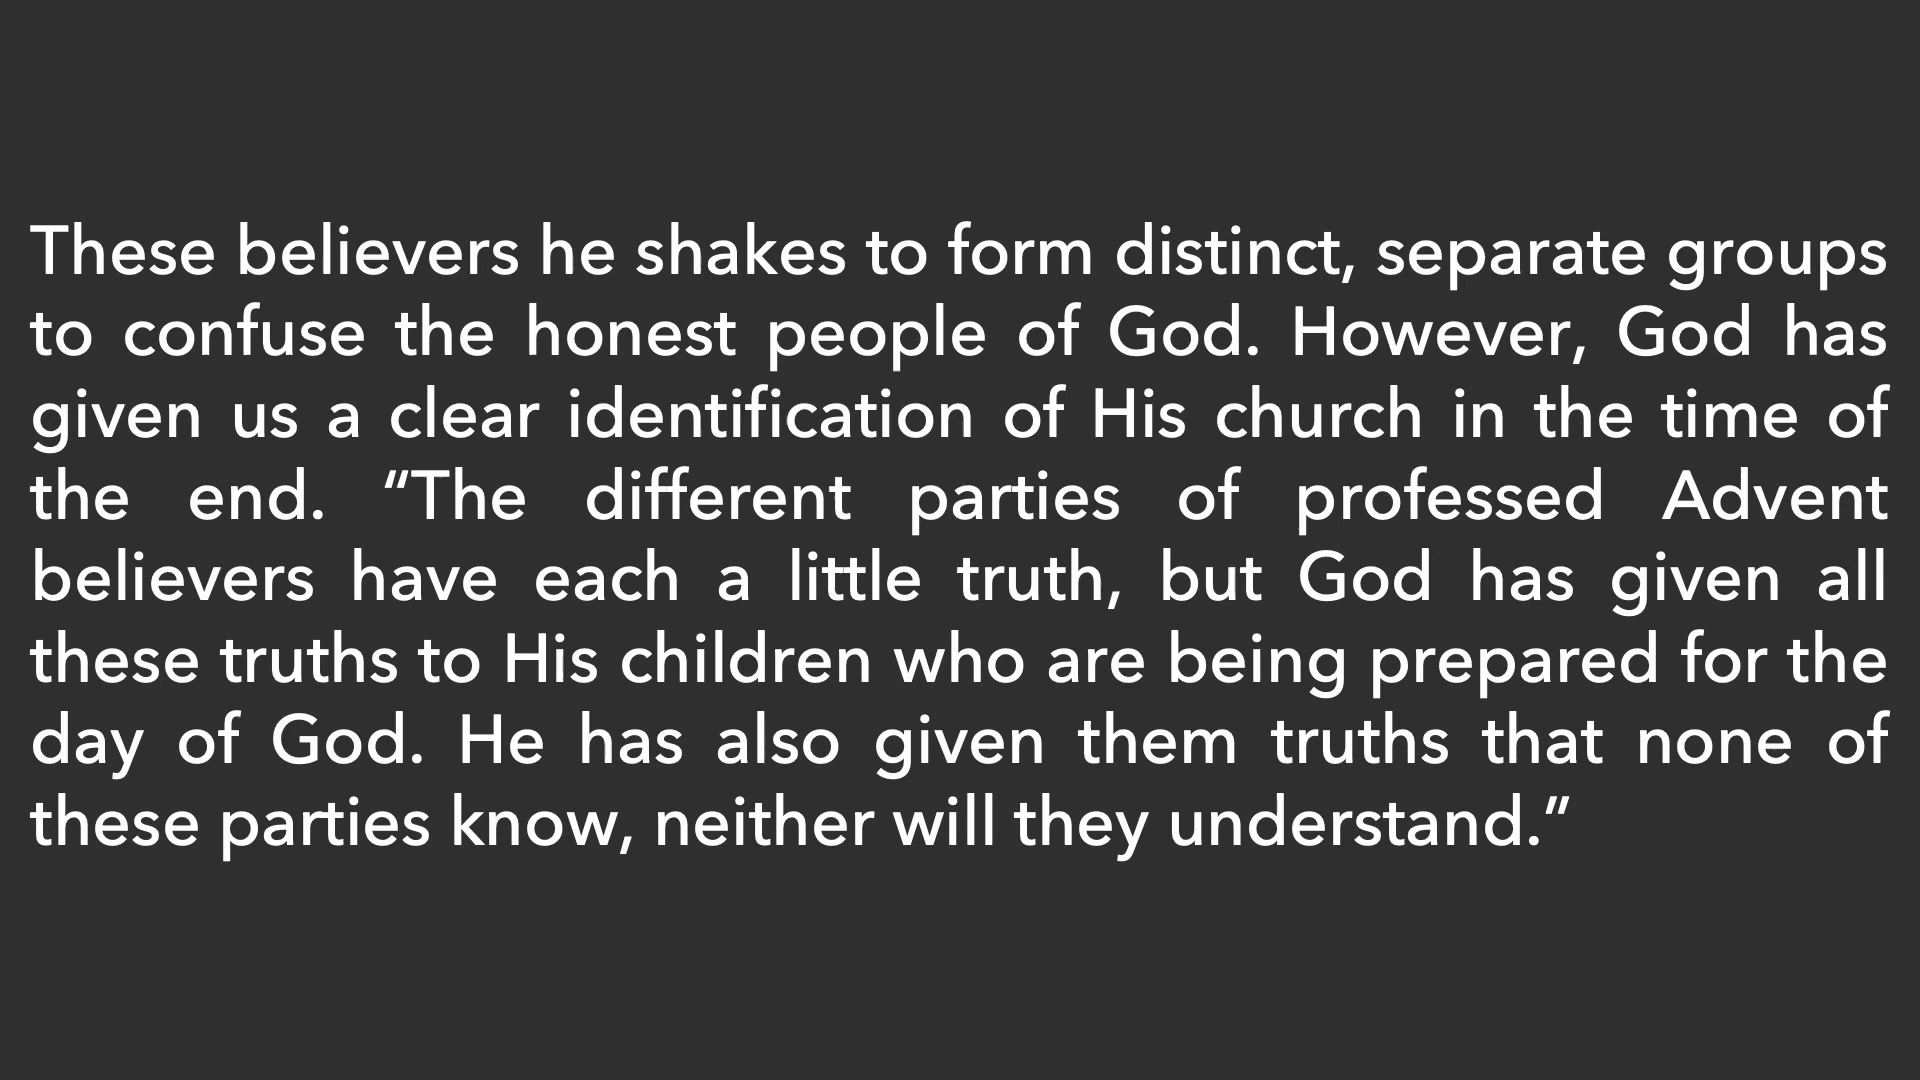 These believers he shakes to form distinct, separate groups
to confuse the honest people of God. However, God has
given us a clear identification of His church in the time of
the end. “The different parties of professed Advent
believers have each a little truth, but God has given all
these truths to His children who are being prepared for the
day of God. He has also given them truths that none of
these parties know, neither will they understand.”